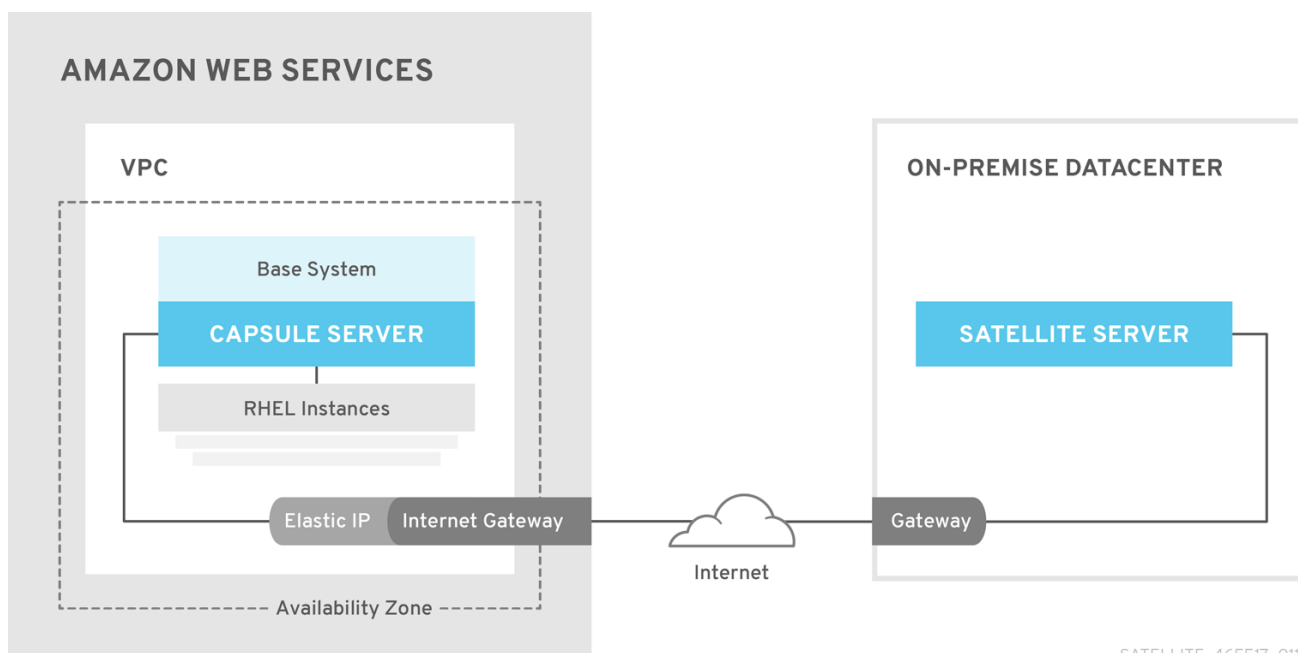 AMAZON WEB SERVICES
VPC
Base System
CAPSULE SERVER
RHEL Instances
Elastic IP
Internet Gateway
Availability Zone
Internet
ON-PREMISE DATACENTER
SATELLITE SERVER
Gateway